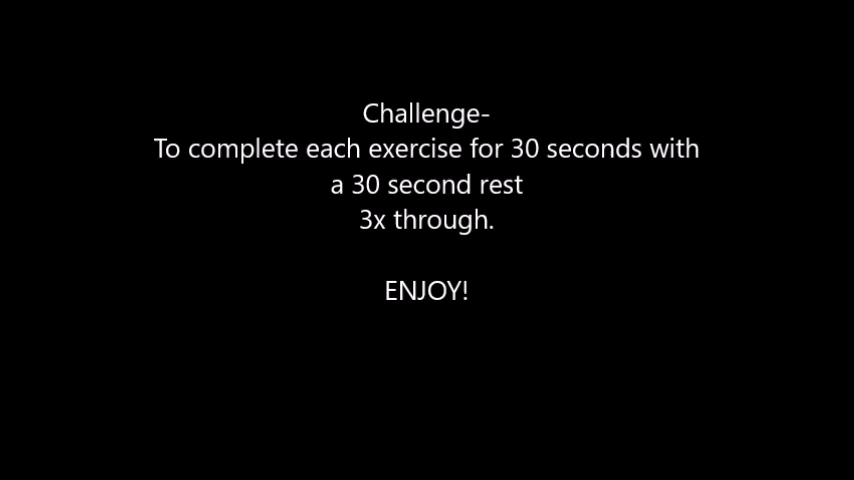 Challenge-
To complete each exercise for 30 seconds with
a 30 second rest
3x through.
ENJOY!